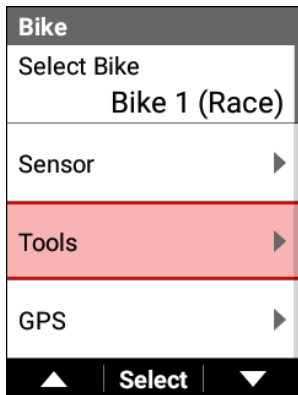 Bike
Select Bike
Bike 1 (Race)
Sensor
Tools
GPS
Select